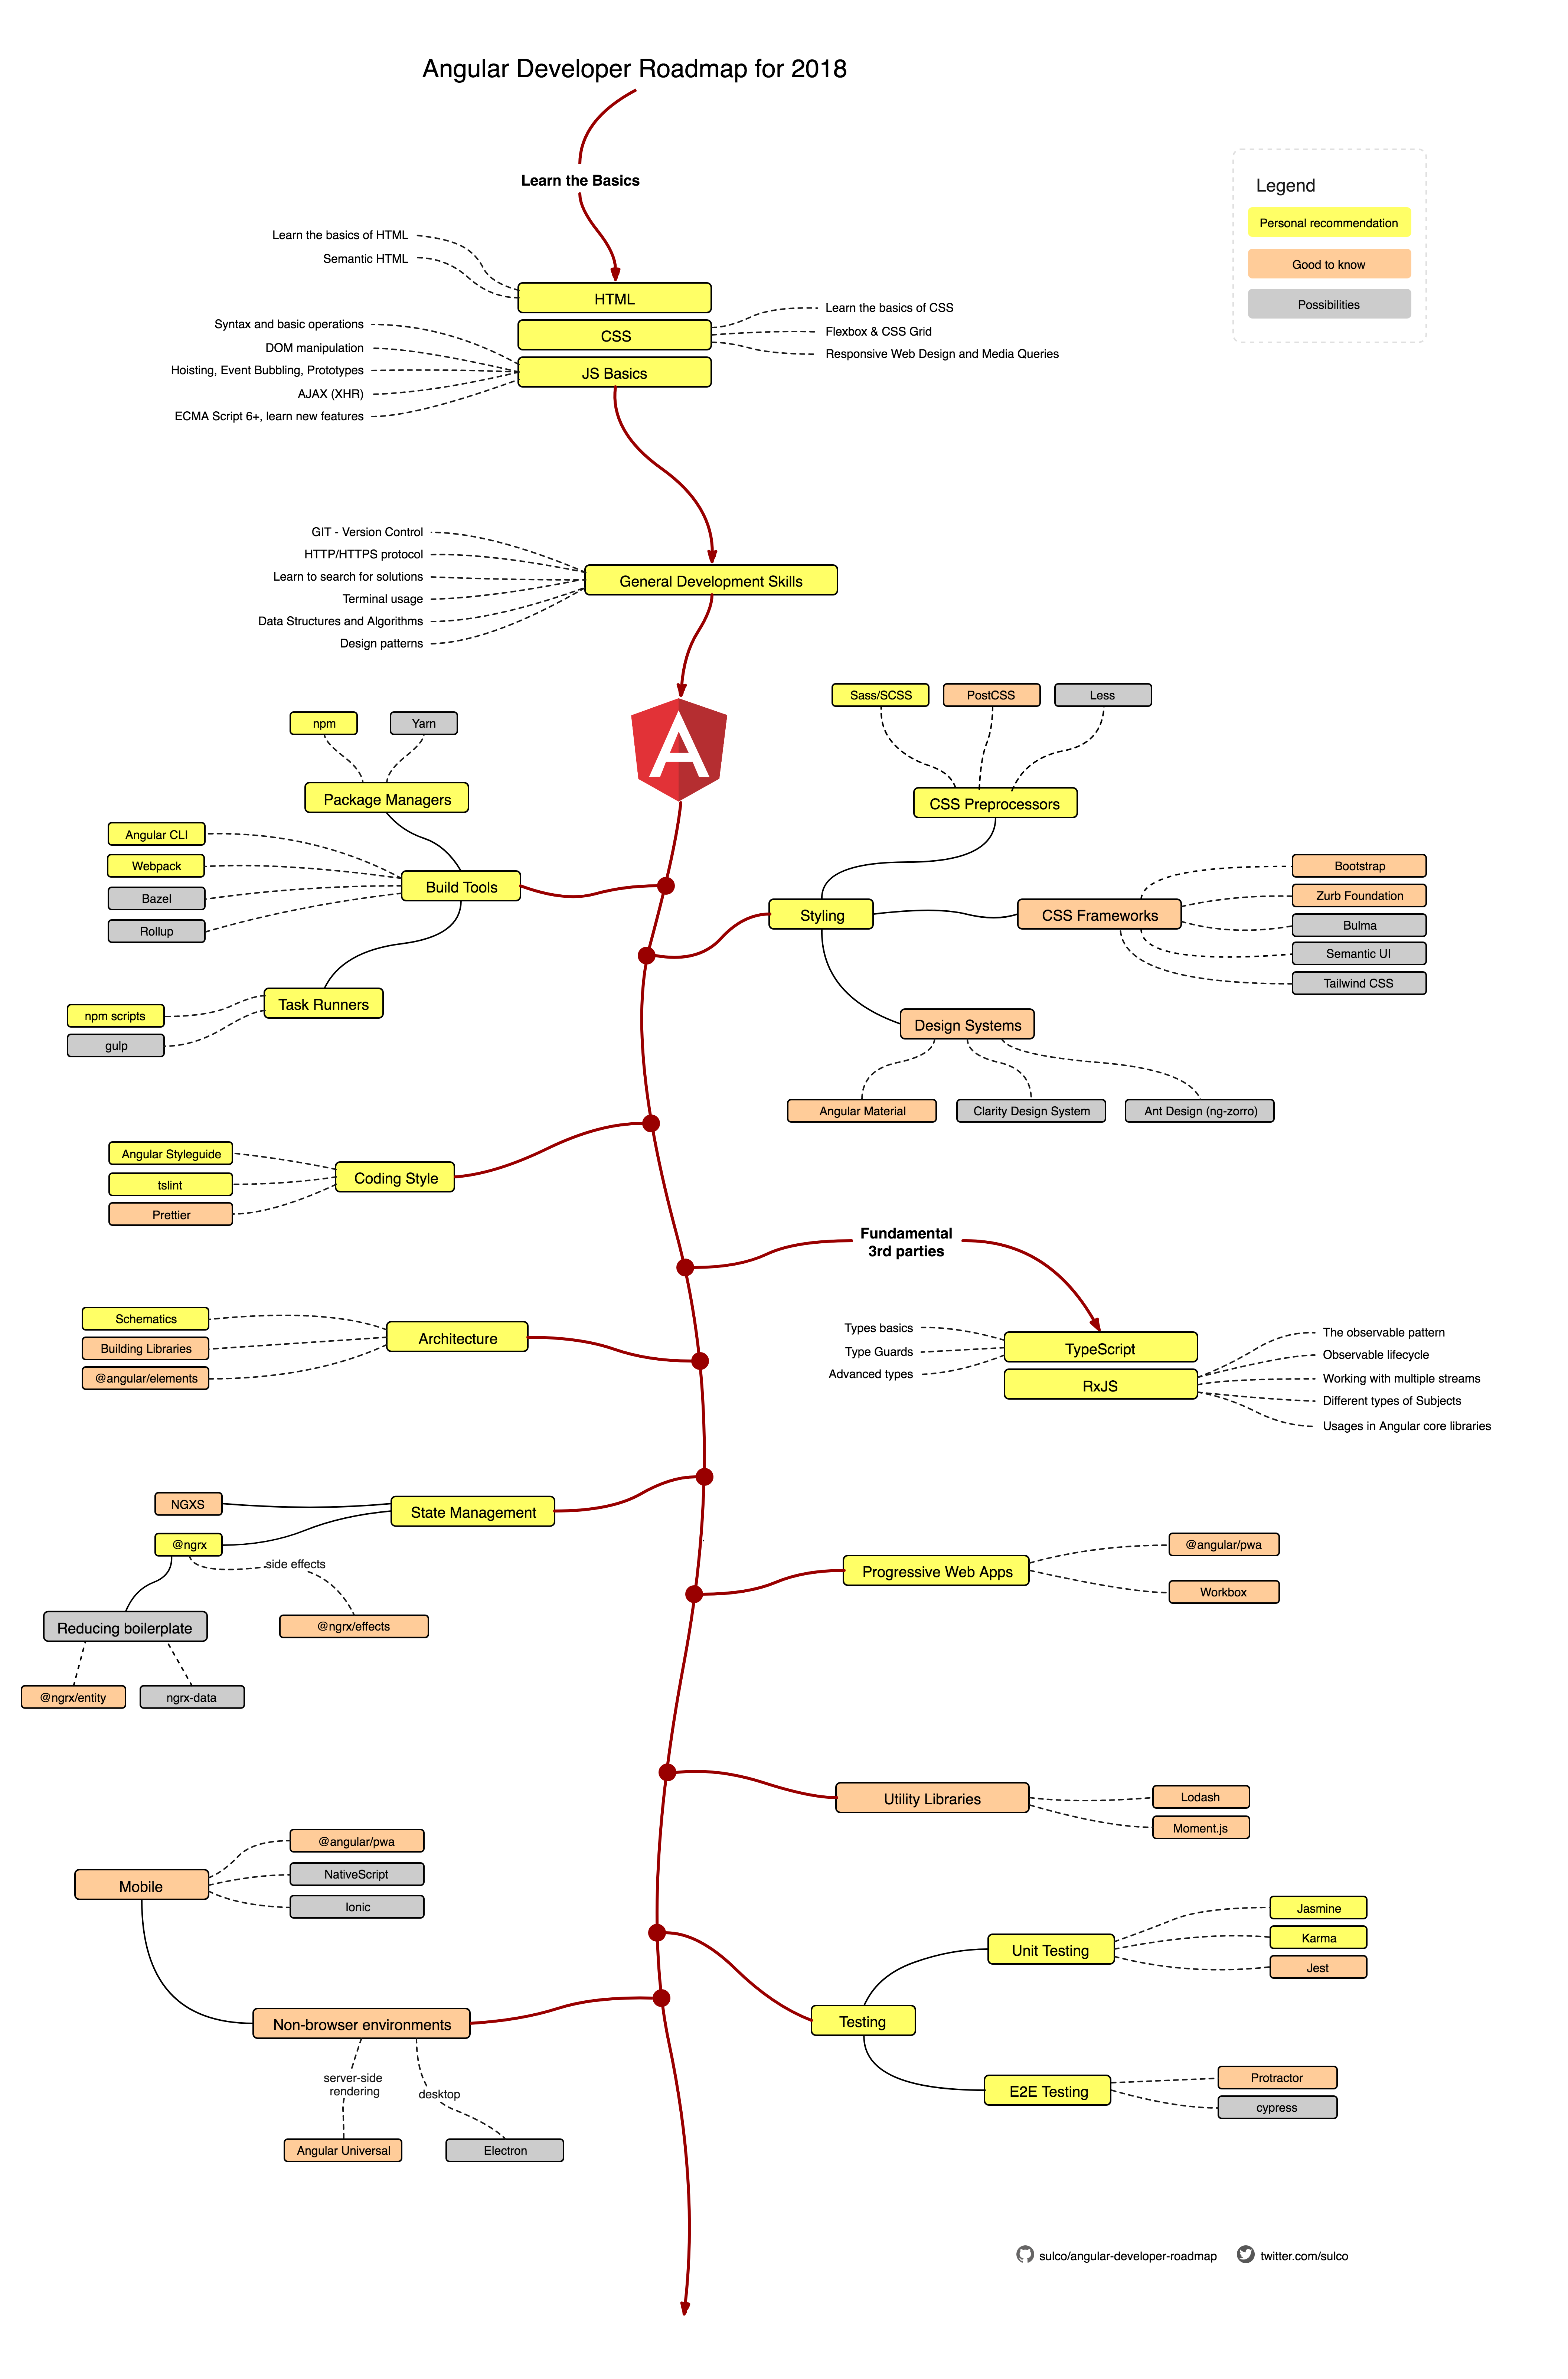 Angular Developer Roadmap for 2018
Learn the Basics
Legend
Personal recommendation
Good to know
Possibilities
Learn the basics of HTML
Semantic HTML
HTML
CSS
JS Basics
Learn the basics of CSS
Flexbox & CSS Grid
Responsive Web Design and Media Queries
Syntax and basic operations
DOM manipulation
Hoisting, Event Bubbling, Prototypes
AJAX (XHR)
ECMA Script 6+, learn new features
GIT - Version Control
HTTP/HTTPS protocol
Learn to search for solutions
Terminal usage
Data Structures and Algorithms
Design patterns
General Development Skills
A
npm
Yarn
Package Managers
Angular CLI
Webpack
Bazel
Rollup
Build Tools
Task Runners
npm scripts
gulp
Sass/SCSS
PostCSS
Less
CSS Preprocessors
Styling
CSS Frameworks
Bootstrap
Zurb Foundation
Bulma
Semantic UI
Tailwind CSS
Design Systems
Angular Material
Clarity Design System
Ant Design (ng-zorro)
Angular Styleguide
tslint
Prettier
Coding Style
Fundamental
3rd parties
Schematics
Building Libraries
@angular/elements
Architecture
Types basics
Type Guards
Advanced types
TypeScript
RxJS
The observable pattern
Observable lifecycle
Working with multiple streams
Different types of Subjects
Usages in Angular core libraries
NGXS
@ngrx
State Management
side effects
Reducing boilerplate
@ngrx/effects
@ngrx/entity
ngrx-data
Progressive Web Apps
@angular/pwa
Workbox
Utility Libraries
Lodash
Moment.js
Mobile
@angular/pwa
NativeScript
Ionic
Non-browser environments
server-side
rendering
desktop
Angular Universal
Electron
Testing
Unit Testing
Jasmine
Karma
Jest
E2E Testing
Protractor
cypress
sulco/angular-developer-roadmap
twitter.com/sulco